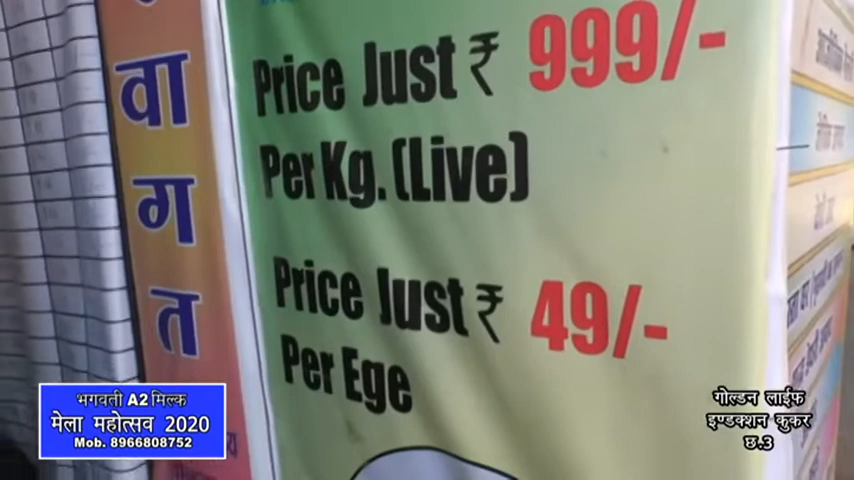 वा
ग
त
Price Just ₹ 999/-
Per Kg. (Live)
Price Just ₹ 49/-
Per Ege
भगवती A2 मिल्क
मेला महोत्सव 2020
Mob. 8966808752
गोल्डन लाईफ
इण्डक्शन कुकर
छ.3